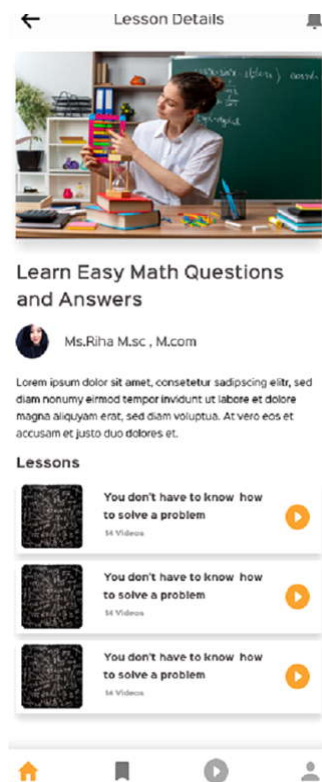 Lesson Details
Learn Easy Math Questions
and Answers
Ms.Riha M.sc , M.com
Lorem ipsum dolor sit amet, consetetur sadipscing elitr, sed
diam nonumy eirmod tempor invidunt ut labore et dolore
magna aliquyam erat, sed diam voluptua. At vero eos et
accusam et justo duo dolores et.
Lessons
You don't have to know how
to solve a problem
14 Videos
You don't have to know how
to solve a problem
14 Videos
You don't have to know how
to solve a problem
14 Videos